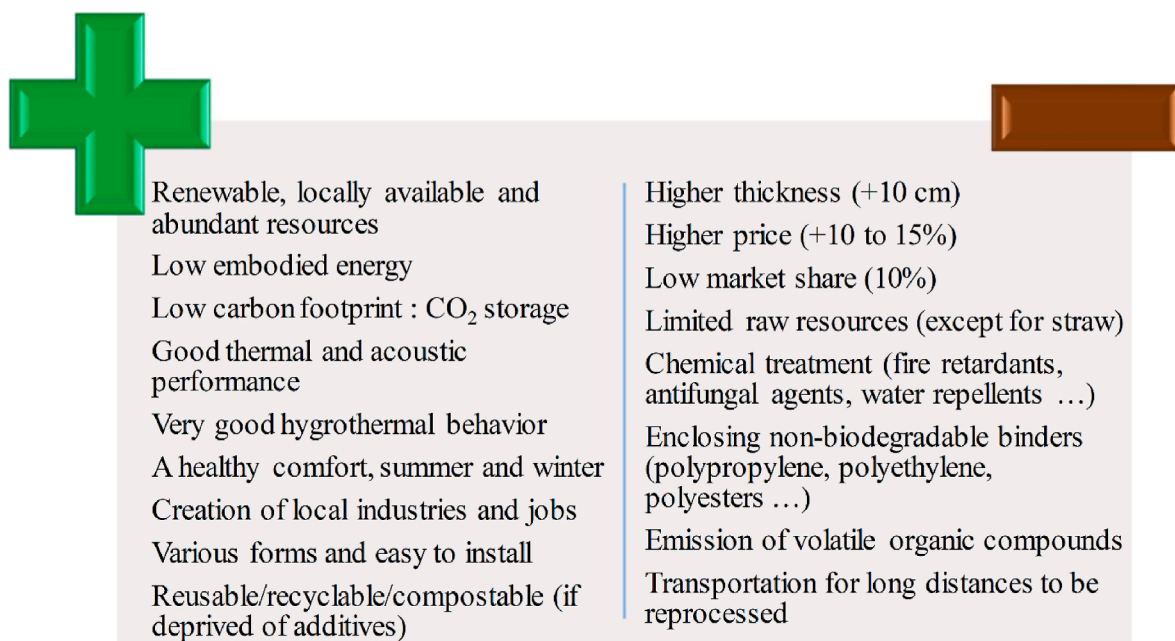 Renewable, locally available and
abundant resources
Low embodied energy
Low carbon footprint : CO₂ storage
Good thermal and acoustic
performance
Very good hygrothermal behavior
A healthy comfort, summer and winter
Creation of local industries and jobs
Various forms and easy to install
Reusable/recyclable/compostable (if
deprived of additives)
Higher thickness (+10 cm)
Higher price (+10 to 15%)
Low market share (10%)
Limited raw resources (except for straw)
Chemical treatment (fire retardants,
antifungal agents, water repellents …)
Enclosing non-biodegradable binders
(polypropylene, polyethylene,
polyesters …)
Emission of volatile organic compounds
Transportation for long distances to be
reprocessed